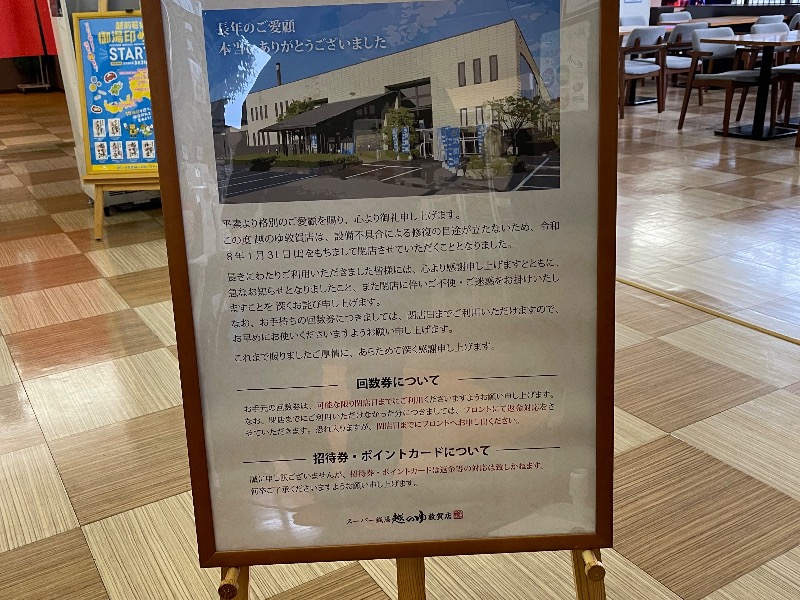 御湯印
START
長年のご愛顧
本当にありがとうございました
平素より格別のご愛顧を賜り、心より御礼申し上げます。
この度 越のゆ敦賀店は、設備不具合による修復の目途が立たないため、令和
8年1月31日(土)をもちまして閉店させていただくこととなりました。
長きにわたりご利用いただきました皆様には、心より感謝申し上げますとともに、
急なお知らせとなりましたこと、また閉店に伴いご不便・ご迷惑をお掛けいたし
ますことを 深くお詫び申し上げます。
なお、お手持ちの回数券につきましては、閉店日までご利用いただけますので、
お早めにお使いくださいますようお願い申し上げます。
これまで賜りましたご厚情に、あらためて深く感謝申し上げます。
回数券について
お手元の回数券は、可能な限り閉店日までにご利用くださいますようお願い申し上げます。
なお、閉店までにご利用いただけなかった分につきましては、フロントにて返金対応をさ
せていただきます。恐れ入りますが、閉店日までにフロントへお申し出ください。
招待券・ポイントカードについて
誠に申し訳ございませんが、招待券・ポイントカードは返金等の対応は致しかねます。
何卒ご了承くださいますようお願い申し上げます。
スーパー銭湯 越のゆ 敦賀店